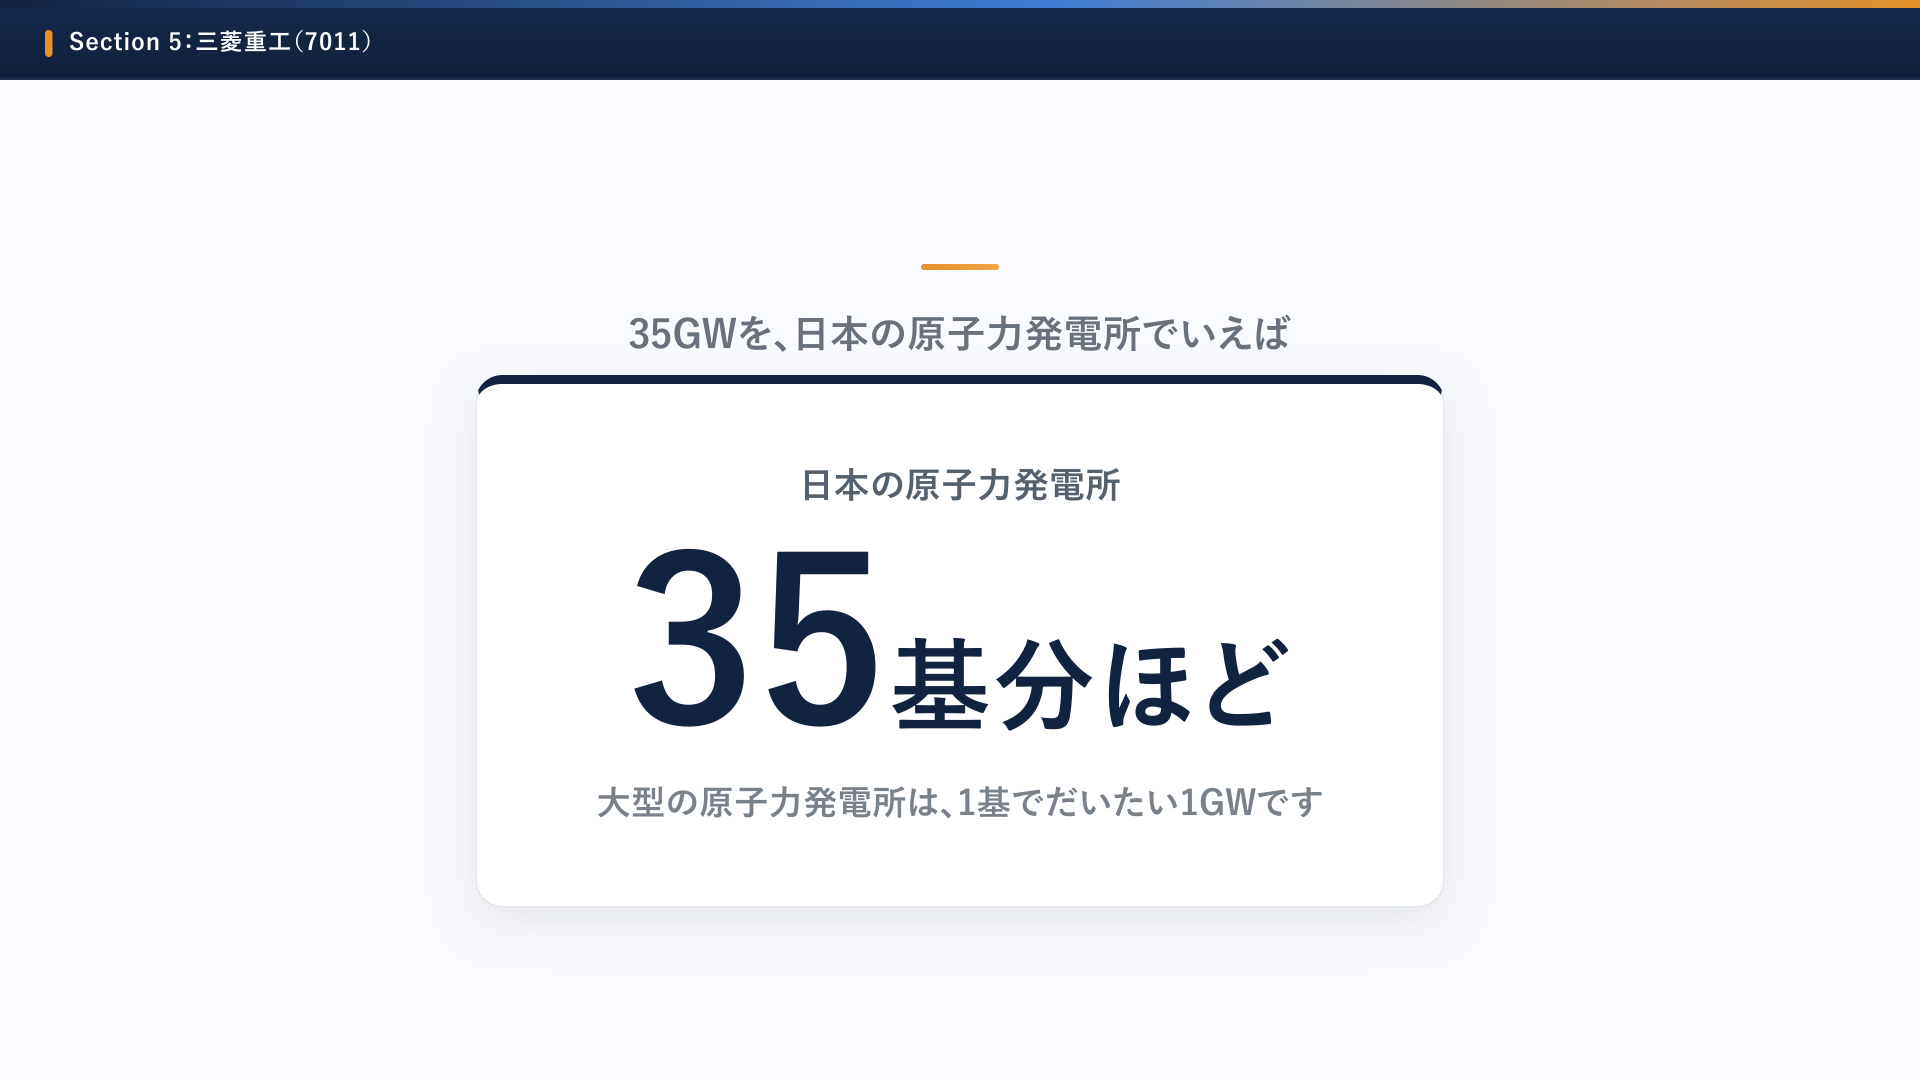 Section 5：三菱重工（7011）
35GWを、日本の原子力発電所でいえば
日本の原子力発電所
35基分ほど
大型の原子力発電所は、1基でだいたい1GWです